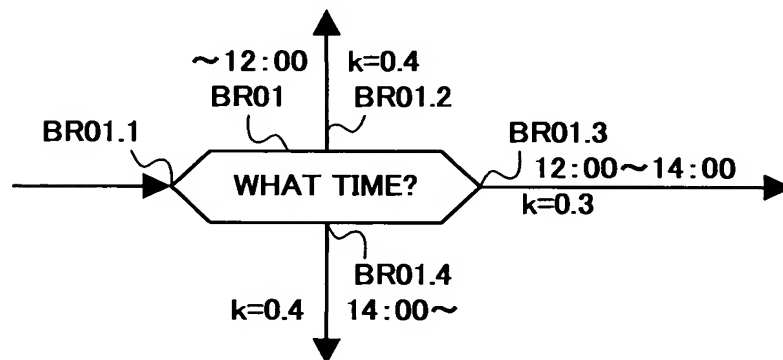 ~12:00 k=0.4
BR01 BR01.2
BR01.1 BR01.3
WHAT TIME? 12:00~14:00
k=0.3
BR01.4
k=0.4 14:00~